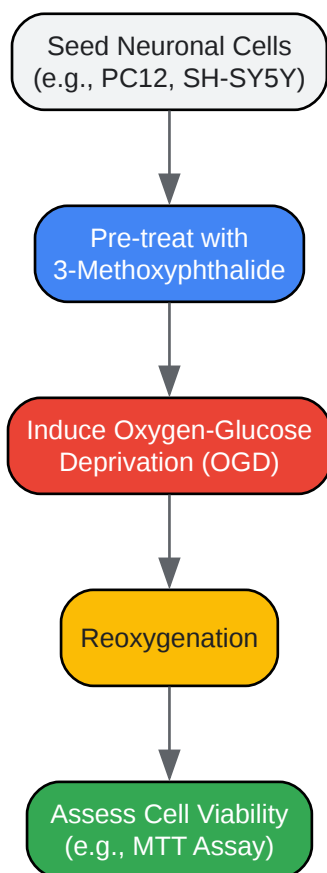 Seed Neuronal Cells
(e.g., PC12, SH-SY5Y)
Pre-treat with
3-Methoxyphthalide
Induce Oxygen-Glucose
Deprivation (OGD)
Reoxygenation
Assess Cell Viability
(e.g., MTT Assay)